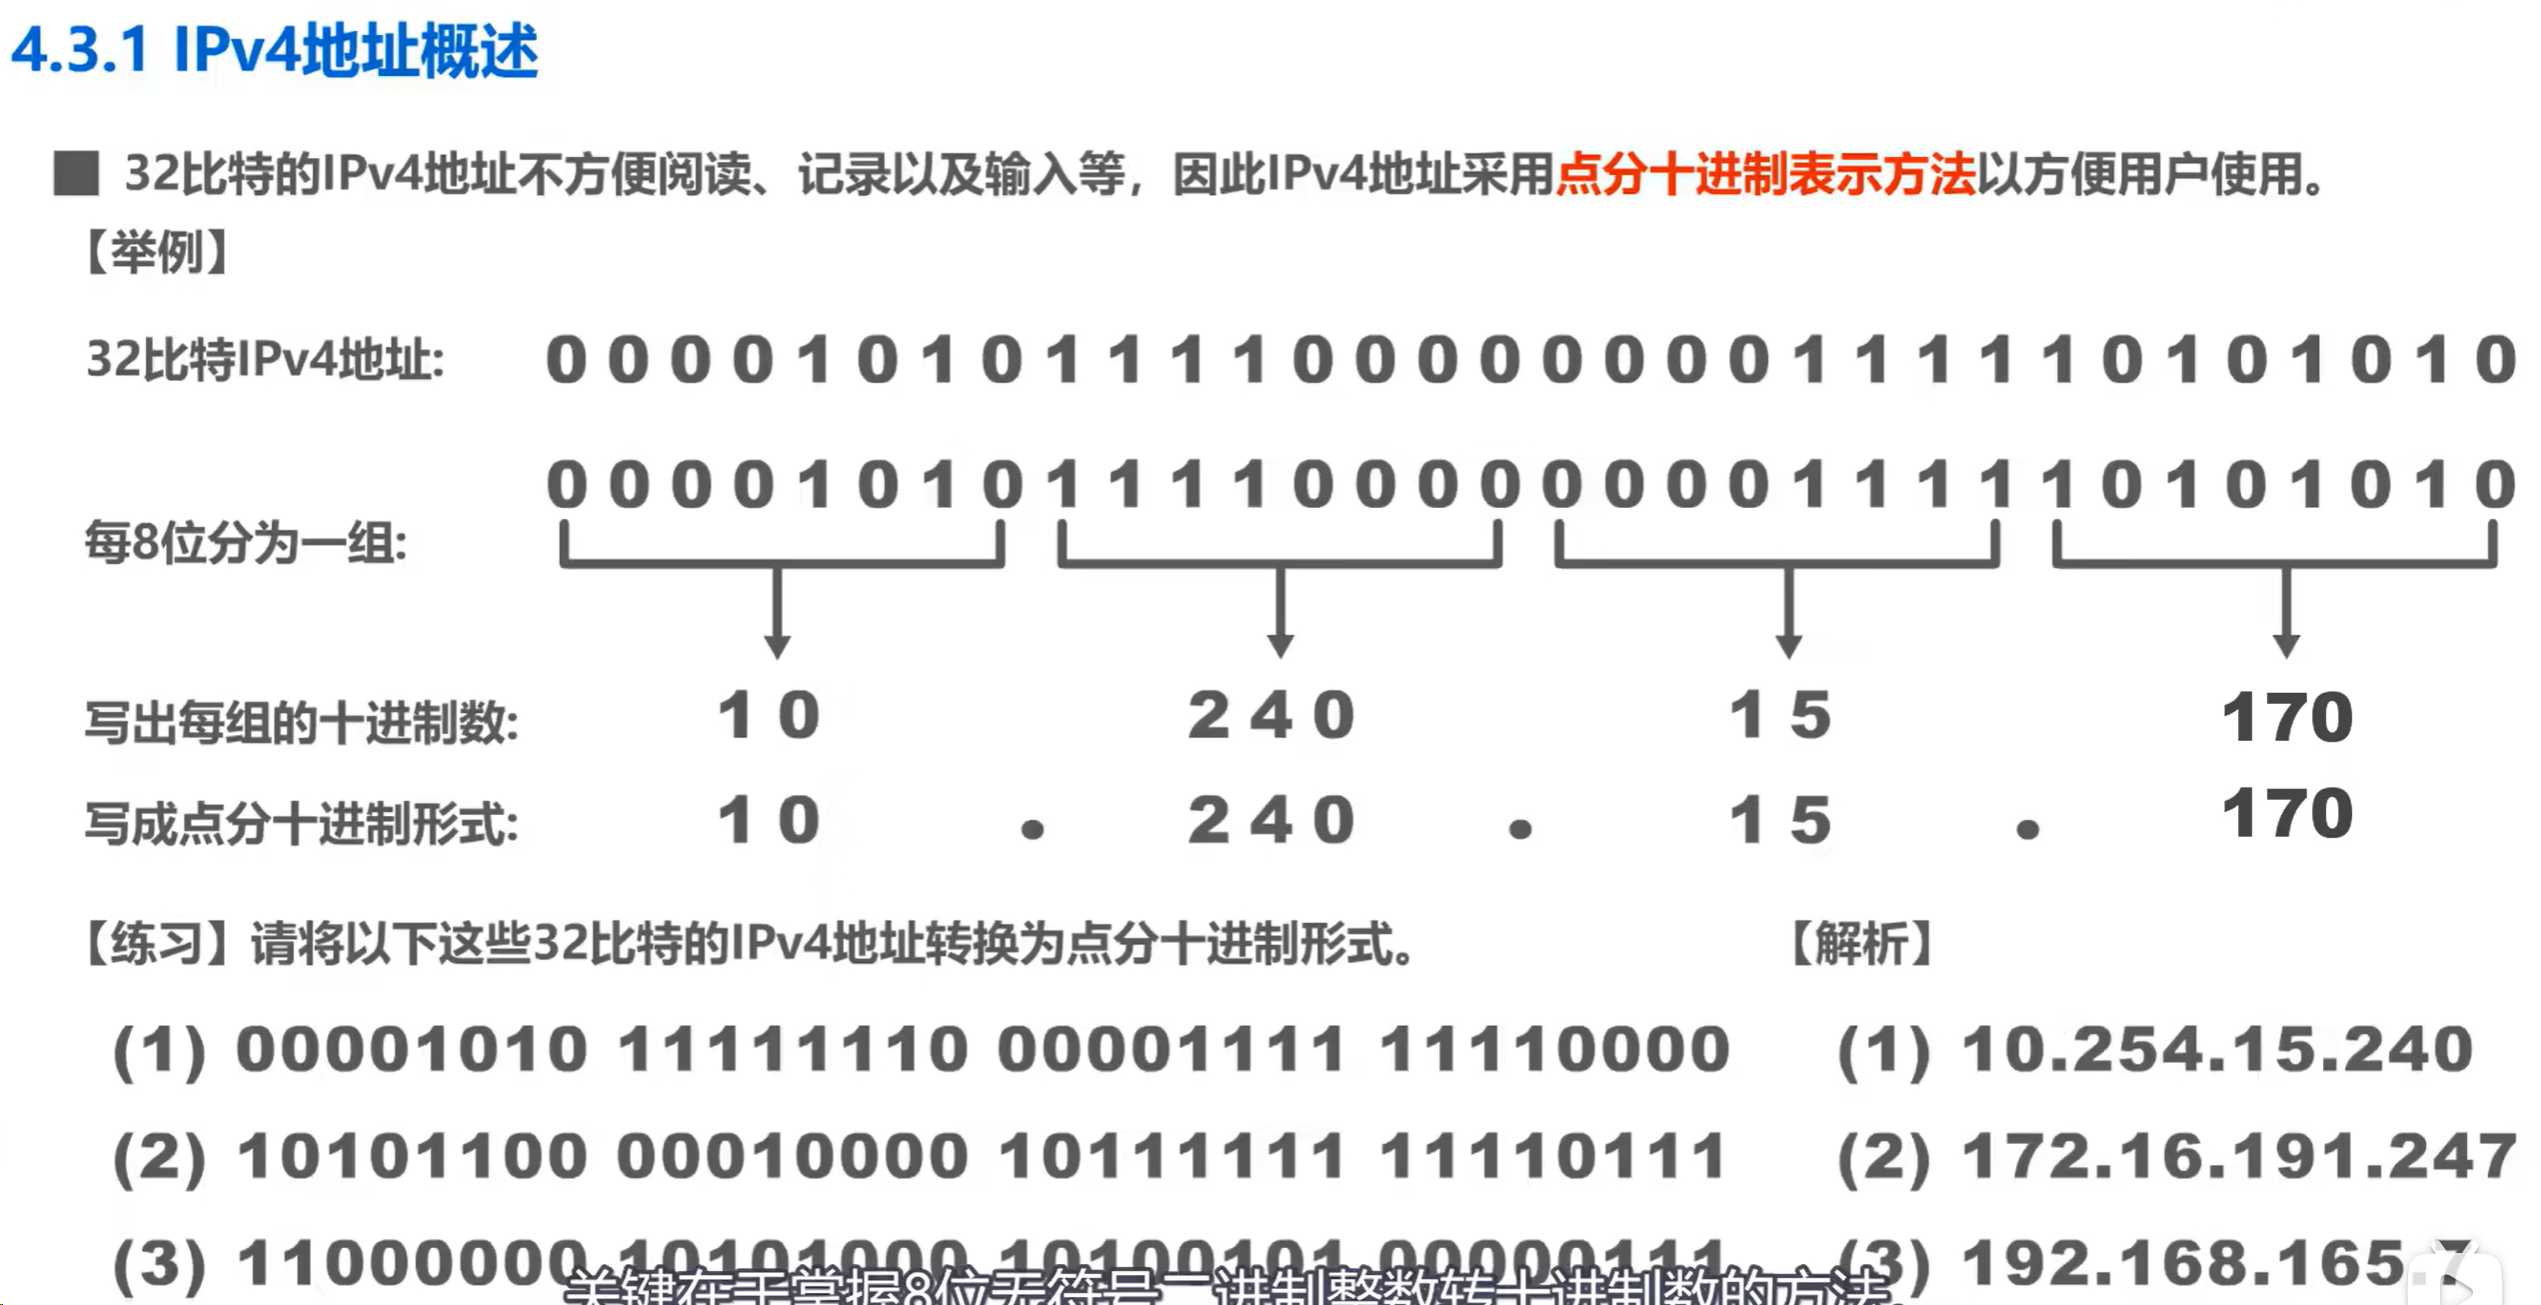 4.3.1 IPv4地址概述
■ 32比特的IPv4地址不方便阅读、记录以及输入等，因此IPv4地址采用点分十进制表示方法以方便用户使用。
【举例】
32比特IPv4地址: 0 0 0 0 1 0 1 0 1 1 1 1 0 0 0 0 0 0 0 0 1 1 1 1 1 0 1 0 1 0 1 0
0 0 0 0 1 0 1 0 1 1 1 1 0 0 0 0 0 0 0 0 1 1 1 1 1 0 1 0 1 0 1 0
每8位分为一组:
写出每组的十进制数: 1 0 2 4 0 1 5 170
写成点分十进制形式: 1 0 . 2 4 0 . 1 5 . 170
【练习】请将以下这些32比特的IPv4地址转换为点分十进制形式。 【解析】
(1) 00001010 11111110 00001111 11110000 (1) 10.254.15.240
(2) 10101100 00010000 10111111 11110111 (2) 172.16.191.247
(3) 11000000 10101000 10100101 00000111 (3) 192.168.165.7
关键在于掌握8位无符号二进制整数转十进制数的方法。